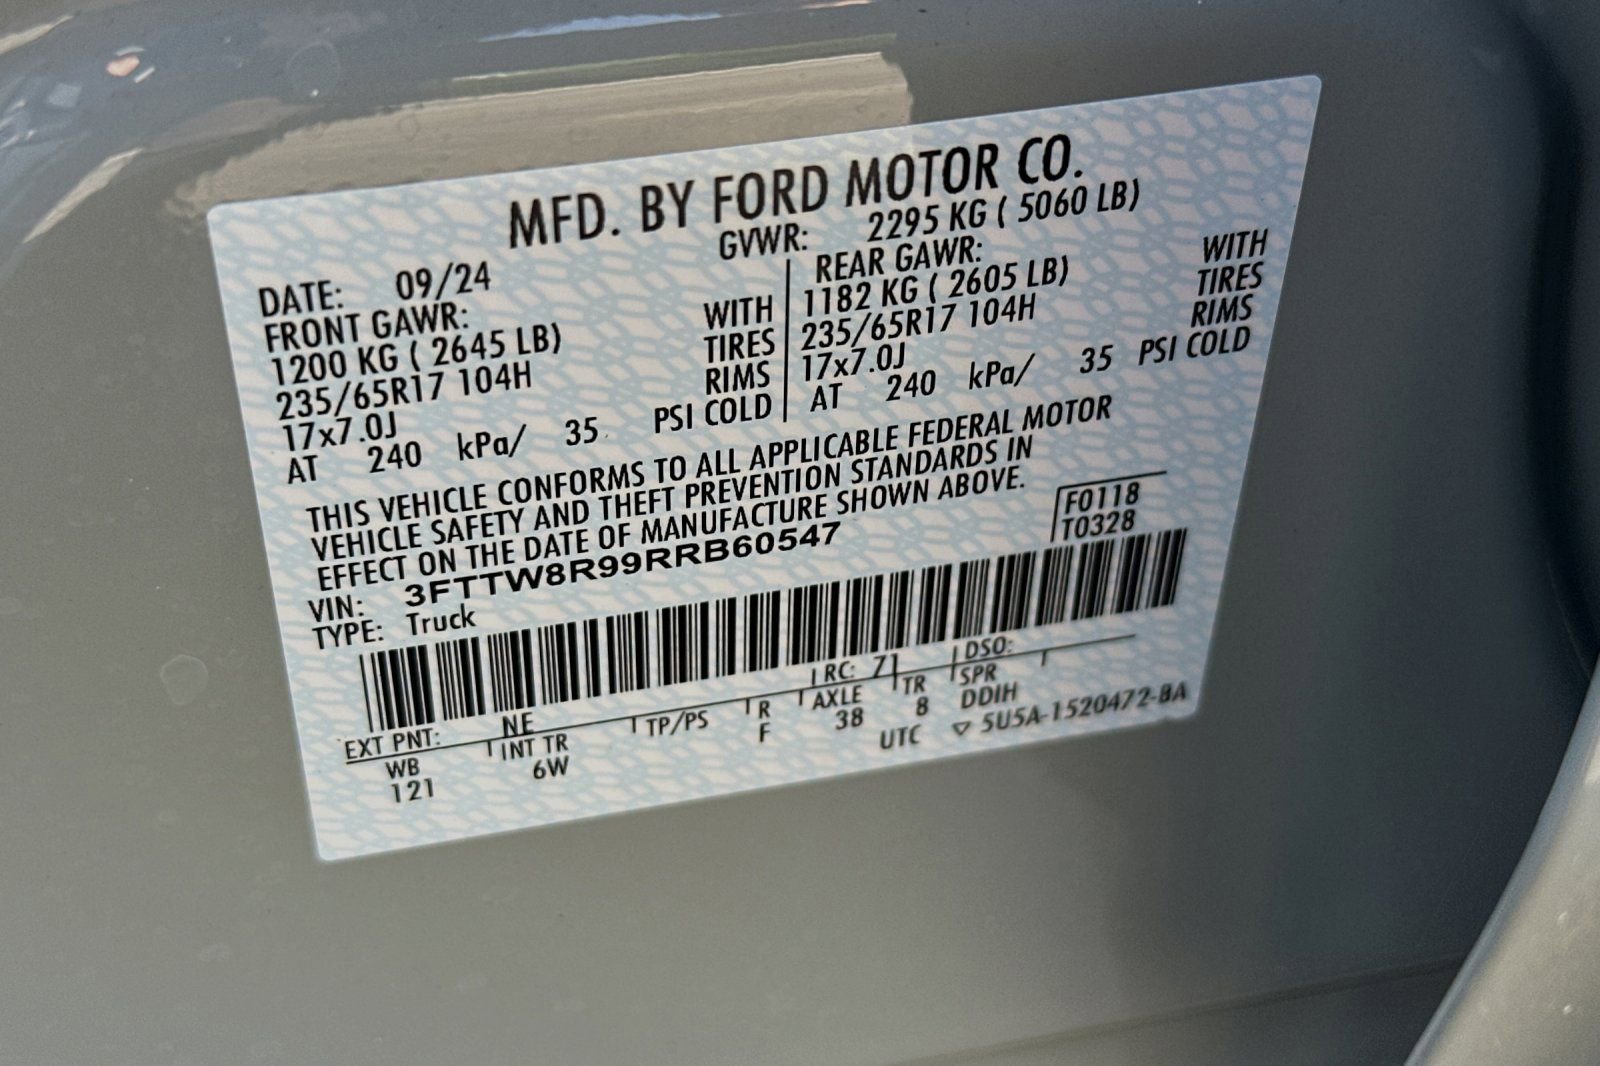 MFD. BY FORD MOTOR CO.
DATE: 09/24 GVWR: 2295 KG ( 5060 LB)
FRONT GAWR: REAR GAWR:
1200 KG ( 2645 LB) WITH 1182 KG ( 2605 LB) WITH
235/65R17 104H TIRES 235/65R17 104H TIRES
17x7.0J RIMS 17x7.0J RIMS
AT 240 kPa/ 35 PSI COLD AT 240 kPa/ 35 PSI COLD
THIS VEHICLE CONFORMS TO ALL APPLICABLE FEDERAL MOTOR
VEHICLE SAFETY AND THEFT PREVENTION STANDARDS IN
EFFECT ON THE DATE OF MANUFACTURE SHOWN ABOVE.
VIN: 3FTTW8R99RRB60547 F0118
TYPE: Truck T0328
EXT PNT: NE RC: 71 DSO:
WB INT TR TP/PS R AXLE TR SPR
121 6W F 38 8 DDIH
UTC ▽ 5U5A-1520472-BA